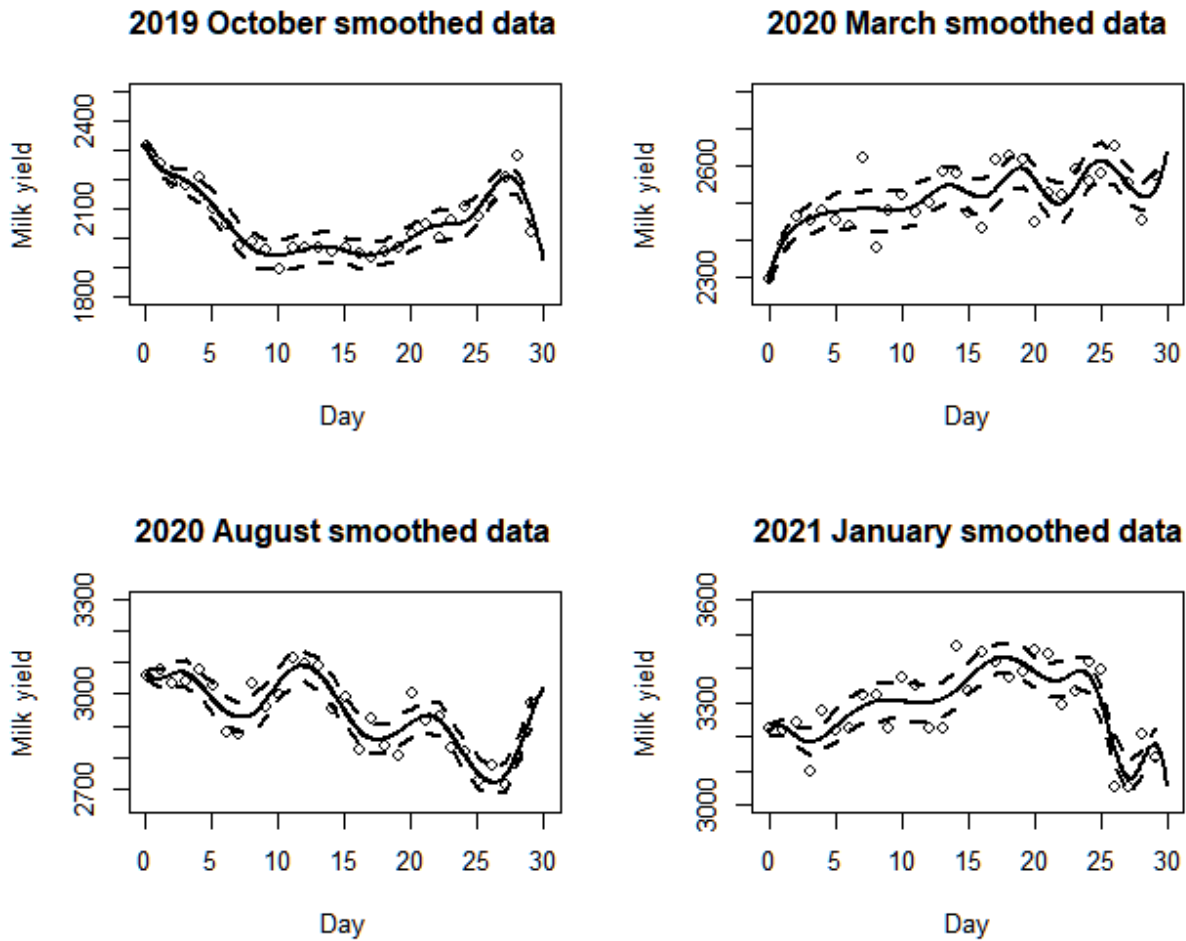 2019 October smoothed data
Milk yield
2400
2100
1800
0 5 10 15 20 25 30
Day
2020 March smoothed data
Milk yield
2600
2300
0 5 10 15 20 25 30
Day
2020 August smoothed data
Milk yield
3300
3000
2700
0 5 10 15 20 25 30
Day
2021 January smoothed data
Milk yield
3600
3300
3000
0 5 10 15 20 25 30
Day